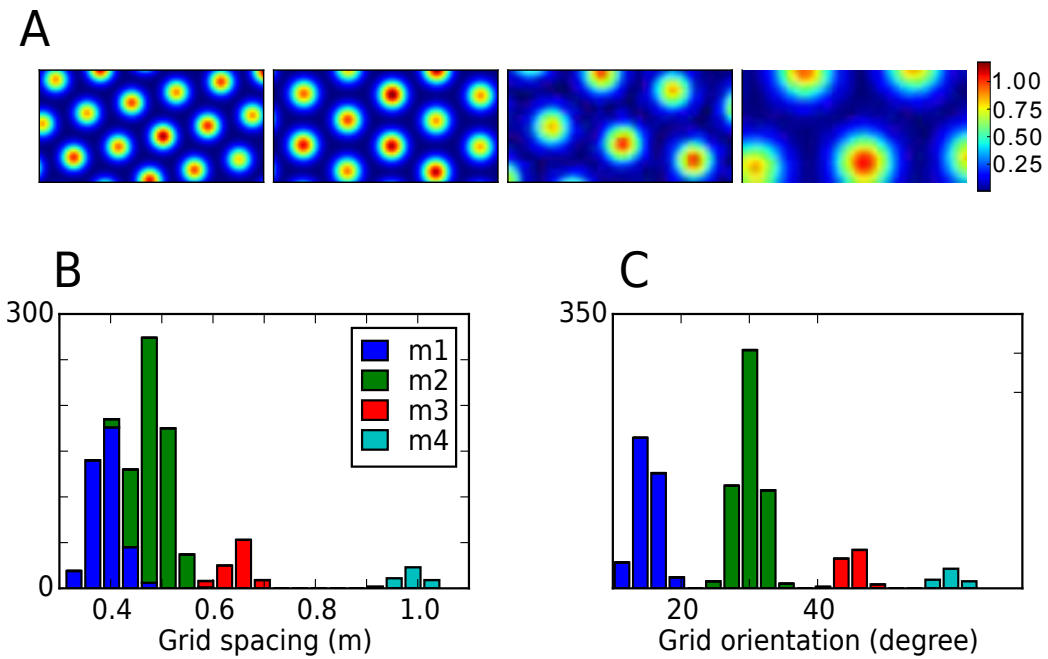 A
1.00
0.75
0.50
0.25
B
300
0
m1
m2
m3
m4
0.4 0.6 0.8 1.0
Grid spacing (m)
C
350
20 40
Grid orientation (degree)